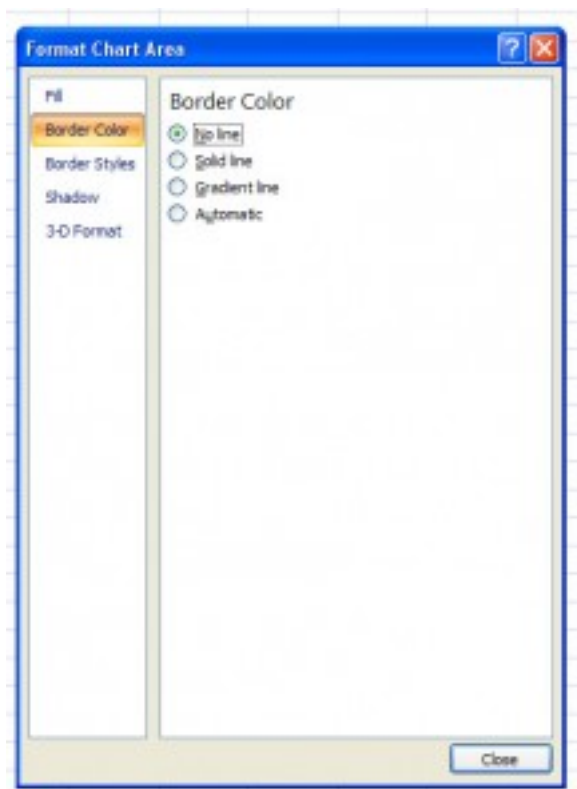 Format Chart Area
Fill
Border Color
Border Styles
Shadow
3-D Format
Border Color
No line
Solid line
Gradient line
Automatic
Close